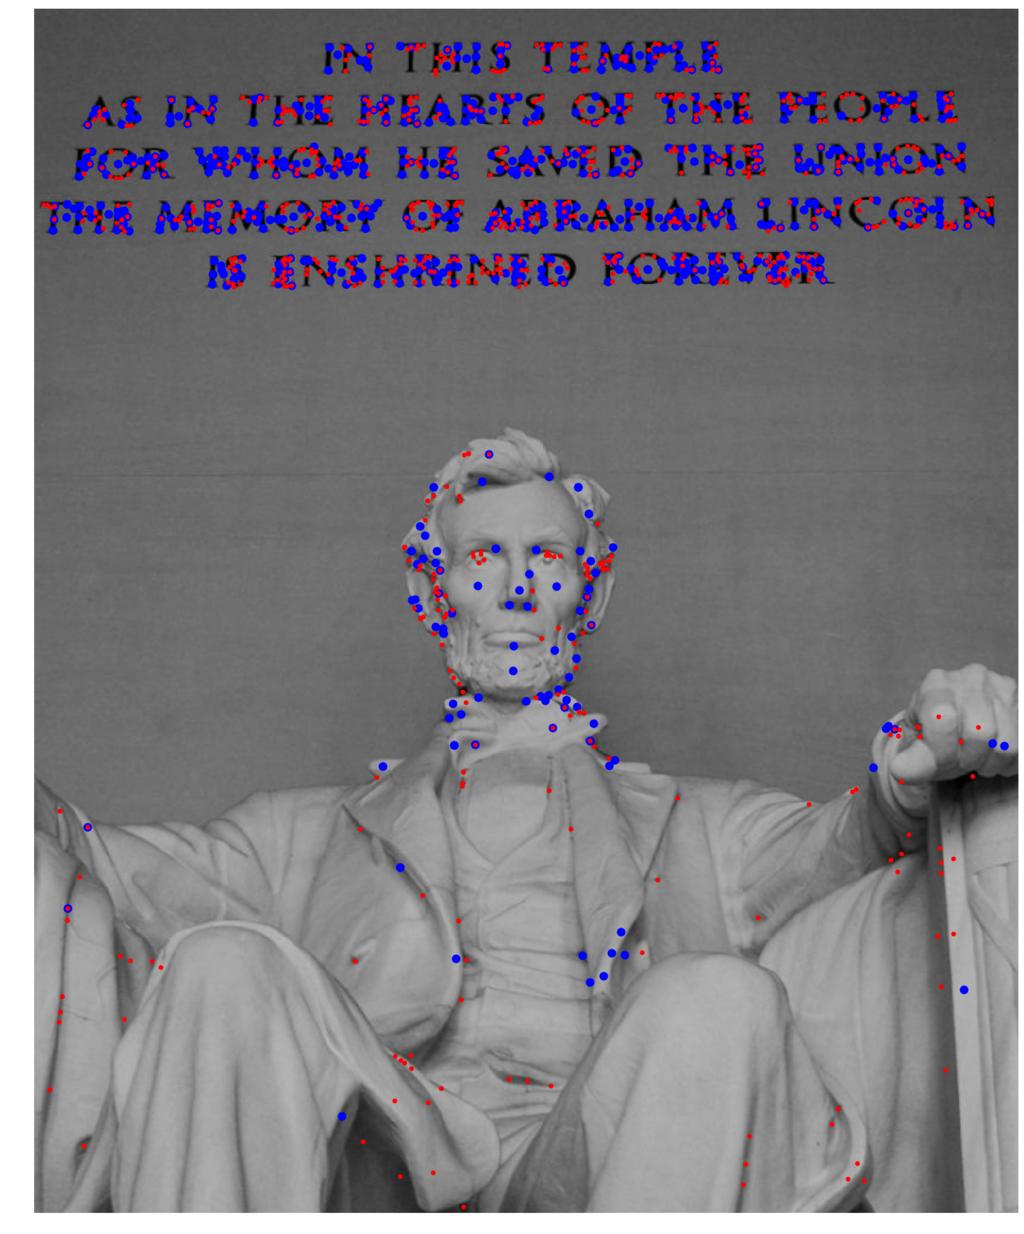 IN THIS TEMPLE
AS IN THE HEARTS OF THE PEOPLE
FOR WHOM HE SAVED THE UNION
THE MEMORY OF ABRAHAM LINCOLN
IS ENSHRINED FOREVER